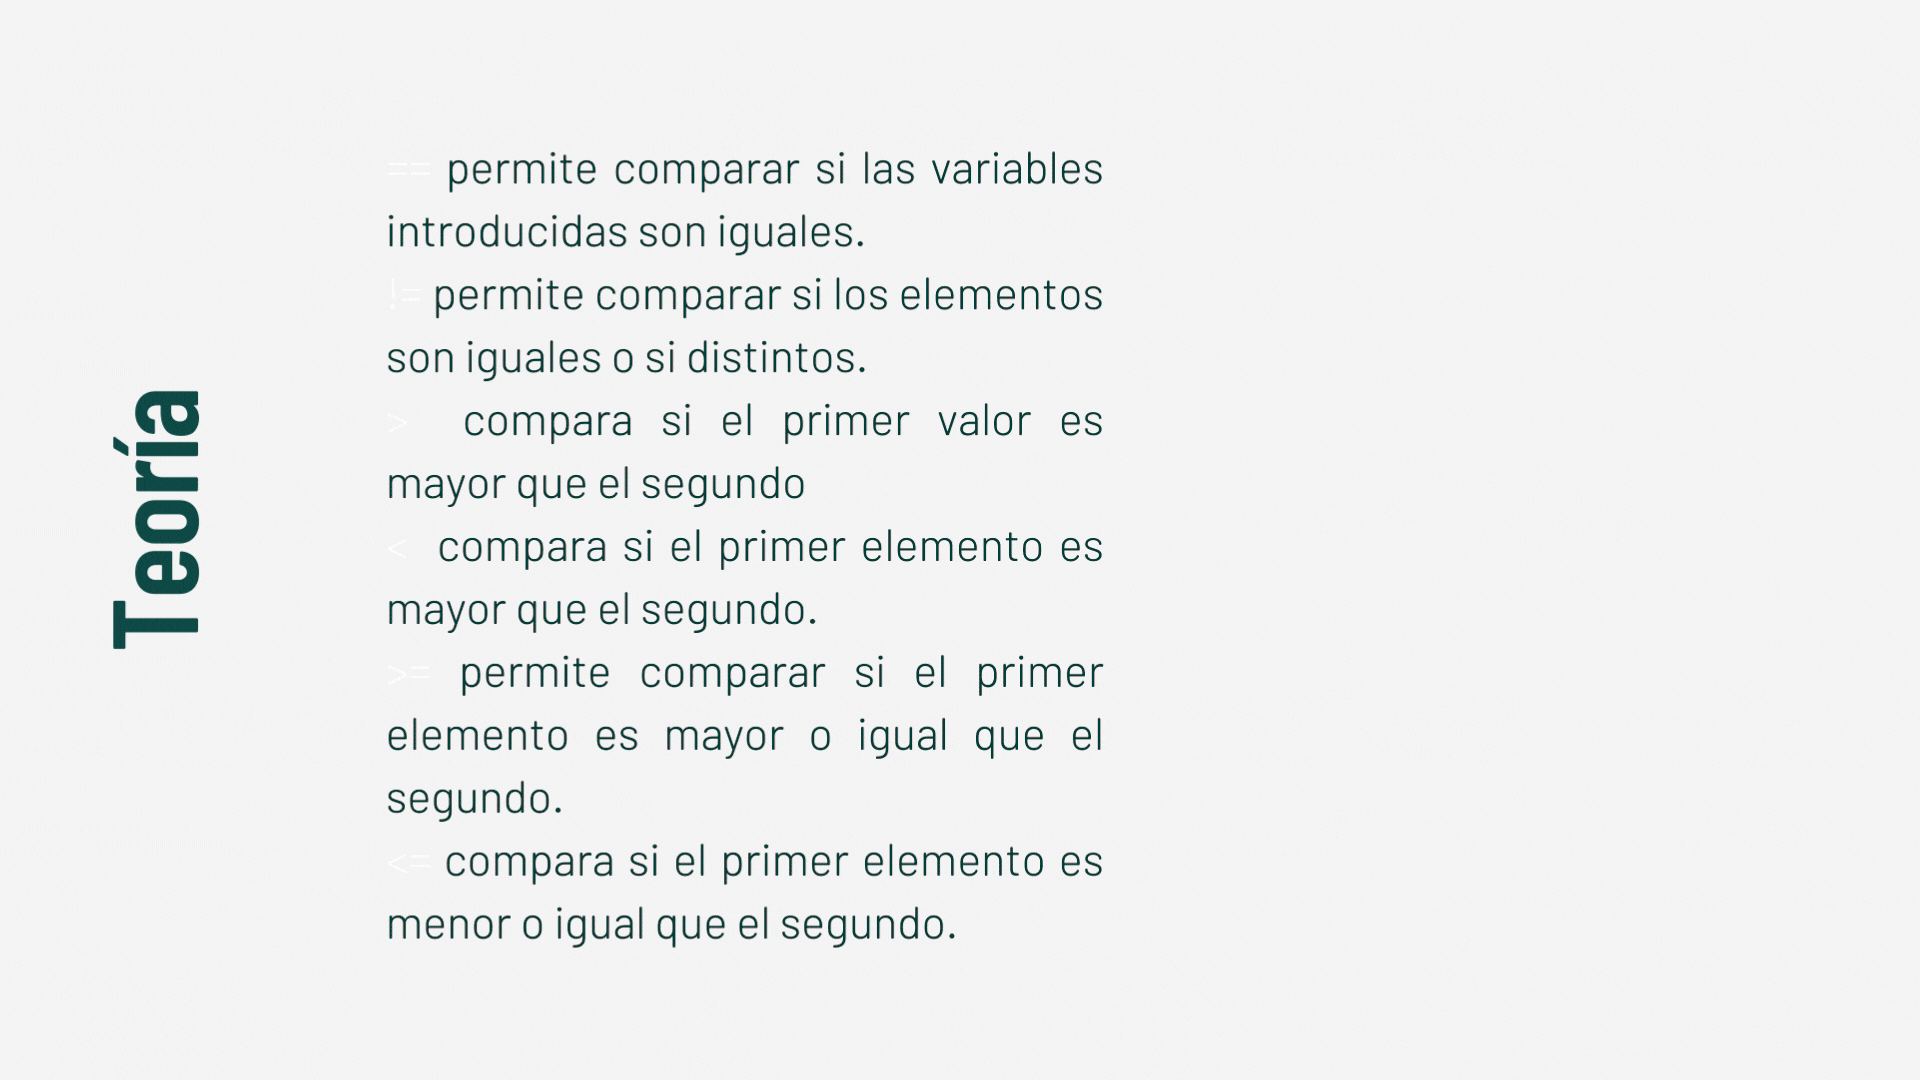 Teoría
== permite comparar si las variables
introducidas son iguales.
!= permite comparar si los elementos
son iguales o si distintos.
> compara si el primer valor es
mayor que el segundo
< compara si el primer elemento es
mayor que el segundo.
>= permite comparar si el primer
elemento es mayor o igual que el
segundo.
<= compara si el primer elemento es
menor o igual que el segundo.